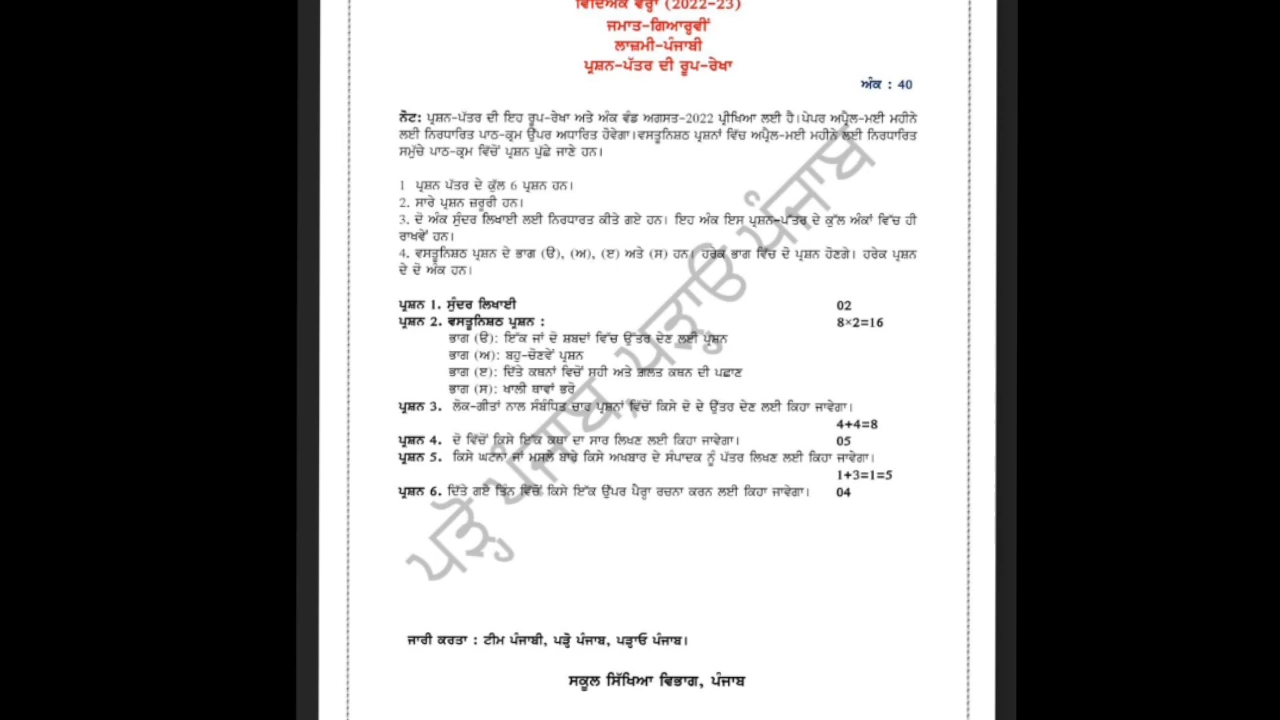 ਵਿੱਦਿਅਕ ਵਰ੍ਹਾ (2022-23)
ਜਮਾਤ-ਗਿਆਰ੍ਹਵੀਂ
ਲਾਜ਼ਮੀ-ਪੰਜਾਬੀ
ਪ੍ਰਸ਼ਨ-ਪੱਤਰ ਦੀ ਰੂਪ-ਰੇਖਾ
ਅੰਕ : 40
ਨੋਟ: ਪ੍ਰਸ਼ਨ-ਪੱਤਰ ਦੀ ਇਹ ਰੂਪ-ਰੇਖਾ ਅਤੇ ਅੰਕ ਵੰਡ ਅਗਸਤ-2022 ਪ੍ਰੀਖਿਆ ਲਈ ਹੈ। ਪੇਪਰ ਅਪ੍ਰੈਲ-ਮਈ ਮਹੀਨੇ
ਲਈ ਨਿਰਧਾਰਿਤ ਪਾਠ-ਕ੍ਰਮ ਉੱਪਰ ਅਧਾਰਿਤ ਹੋਵੇਗਾ। ਵਸਤੂਨਿਸ਼ਠ ਪ੍ਰਸ਼ਨਾਂ ਵਿੱਚ ਅਪ੍ਰੈਲ-ਮਈ ਮਹੀਨੇ ਲਈ ਨਿਰਧਾਰਿਤ
ਸਮੁੱਚੇ ਪਾਠ-ਕ੍ਰਮ ਵਿੱਚੋਂ ਪ੍ਰਸ਼ਨ ਪੁੱਛੇ ਜਾਣੇ ਹਨ।
1 ਪ੍ਰਸ਼ਨ ਪੱਤਰ ਦੇ ਕੁੱਲ 6 ਪ੍ਰਸ਼ਨ ਹਨ।
2. ਸਾਰੇ ਪ੍ਰਸ਼ਨ ਜ਼ਰੂਰੀ ਹਨ।
3. ਦੋ ਅੰਕ ਸੁੰਦਰ ਲਿਖਾਈ ਲਈ ਨਿਰਧਾਰਤ ਕੀਤੇ ਗਏ ਹਨ। ਇਹ ਅੰਕ ਇਸ ਪ੍ਰਸ਼ਨ-ਪੱਤਰ ਦੇ ਕੁੱਲ ਅੰਕਾਂ ਵਿੱਚ ਹੀ
ਰਾਖਵੇਂ ਹਨ।
4. ਵਸਤੂਨਿਸ਼ਠ ਪ੍ਰਸ਼ਨ ਦੇ ਭਾਗ (ੳ), (ਅ), (ੲ) ਅਤੇ (ਸ) ਹਨ। ਹਰੇਕ ਭਾਗ ਵਿੱਚ ਦੋ ਪ੍ਰਸ਼ਨ ਹੋਣਗੇ। ਹਰੇਕ ਪ੍ਰਸ਼ਨ
ਦੇ ਦੋ ਅੰਕ ਹਨ।
ਪ੍ਰਸ਼ਨ 1. ਸੁੰਦਰ ਲਿਖਾਈ 02
ਪ੍ਰਸ਼ਨ 2. ਵਸਤੂਨਿਸ਼ਠ ਪ੍ਰਸ਼ਨ : 8×2=16
ਭਾਗ (ੳ): ਇੱਕ ਜਾਂ ਦੋ ਸ਼ਬਦਾਂ ਵਿੱਚ ਉੱਤਰ ਦੇਣ ਲਈ ਪ੍ਰਸ਼ਨ
ਭਾਗ (ਅ): ਬਹੁ-ਚੋਣਵੇਂ ਪ੍ਰਸ਼ਨ
ਭਾਗ (ੲ): ਦਿੱਤੇ ਕਥਨਾਂ ਵਿਚੋਂ ਸਹੀ ਅਤੇ ਗ਼ਲਤ ਕਥਨ ਦੀ ਪਛਾਣ
ਭਾਗ (ਸ): ਖਾਲੀ ਥਾਵਾਂ ਭਰੋ
ਪ੍ਰਸ਼ਨ 3. ਲੋਕ-ਗੀਤਾਂ ਨਾਲ ਸੰਬੰਧਿਤ ਚਾਰ ਪ੍ਰਸ਼ਨਾਂ ਵਿੱਚੋਂ ਕਿਸੇ ਦੋ ਦੇ ਉੱਤਰ ਦੇਣ ਲਈ ਕਿਹਾ ਜਾਵੇਗਾ।
4+4=8
ਪ੍ਰਸ਼ਨ 4. ਦੋ ਵਿੱਚੋਂ ਕਿਸੇ ਇੱਕ ਕਥਾ ਦਾ ਸਾਰ ਲਿਖਣ ਲਈ ਕਿਹਾ ਜਾਵੇਗਾ। 05
ਪ੍ਰਸ਼ਨ 5. ਕਿਸੇ ਘਟਨਾ ਜਾਂ ਮਸਲੇ ਬਾਰੇ ਕਿਸੇ ਅਖਬਾਰ ਦੇ ਸੰਪਾਦਕ ਨੂੰ ਪੱਤਰ ਲਿਖਣ ਲਈ ਕਿਹਾ ਜਾਵੇਗਾ।
1+3=1=5
ਪ੍ਰਸ਼ਨ 6. ਦਿੱਤੇ ਗਏ ਤਿੰਨ ਵਿੱਚੋਂ ਕਿਸੇ ਇੱਕ ਉੱਪਰ ਪੈਰ੍ਹਾ ਰਚਨਾ ਕਰਨ ਲਈ ਕਿਹਾ ਜਾਵੇਗਾ। 04
ਪੜ੍ਹੋ ਪੰਜਾਬ, ਪੜ੍ਹਾਉ ਪੰਜਾਬ
ਜਾਰੀ ਕਰਤਾ : ਟੀਮ ਪੰਜਾਬੀ, ਪੜ੍ਹੋ ਪੰਜਾਬ, ਪੜ੍ਹਾਓ ਪੰਜਾਬ।
ਸਕੂਲ ਸਿੱਖਿਆ ਵਿਭਾਗ, ਪੰਜਾਬ